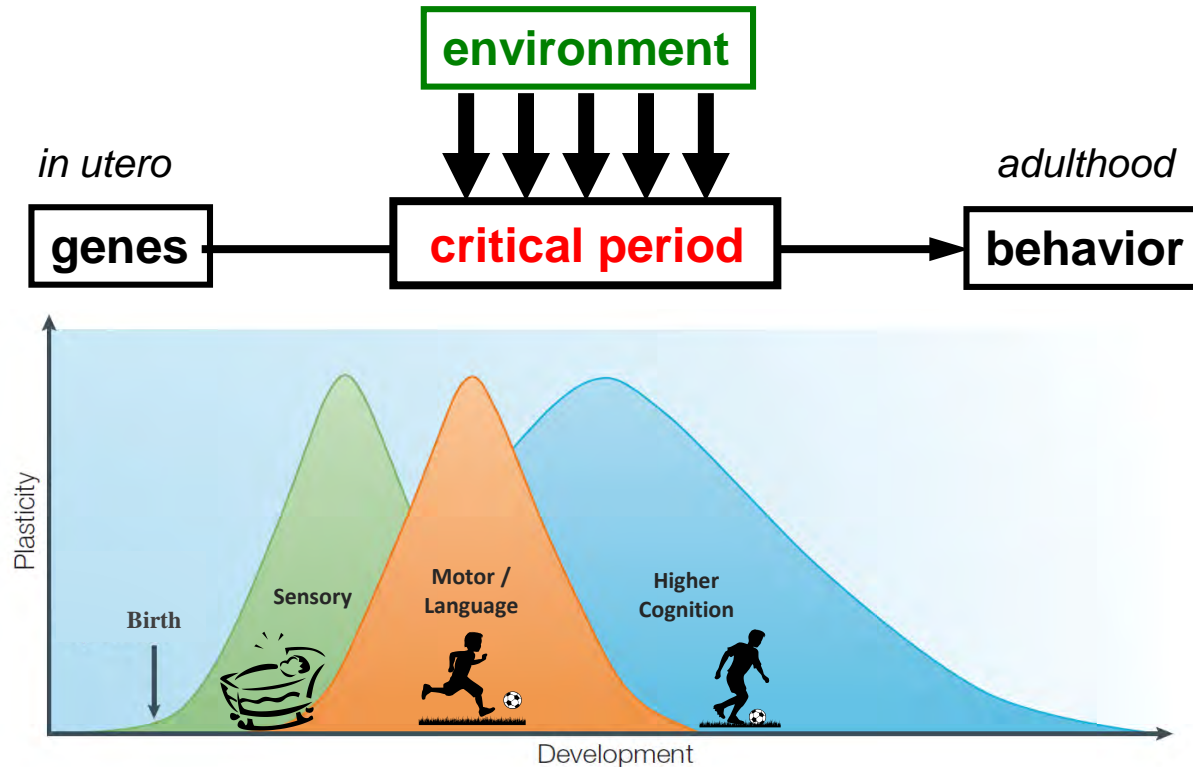 environment
in utero
adulthood
genes
critical period
behavior
Plasticity
Birth
Sensory
Motor /
Language
Higher
Cognition
Development